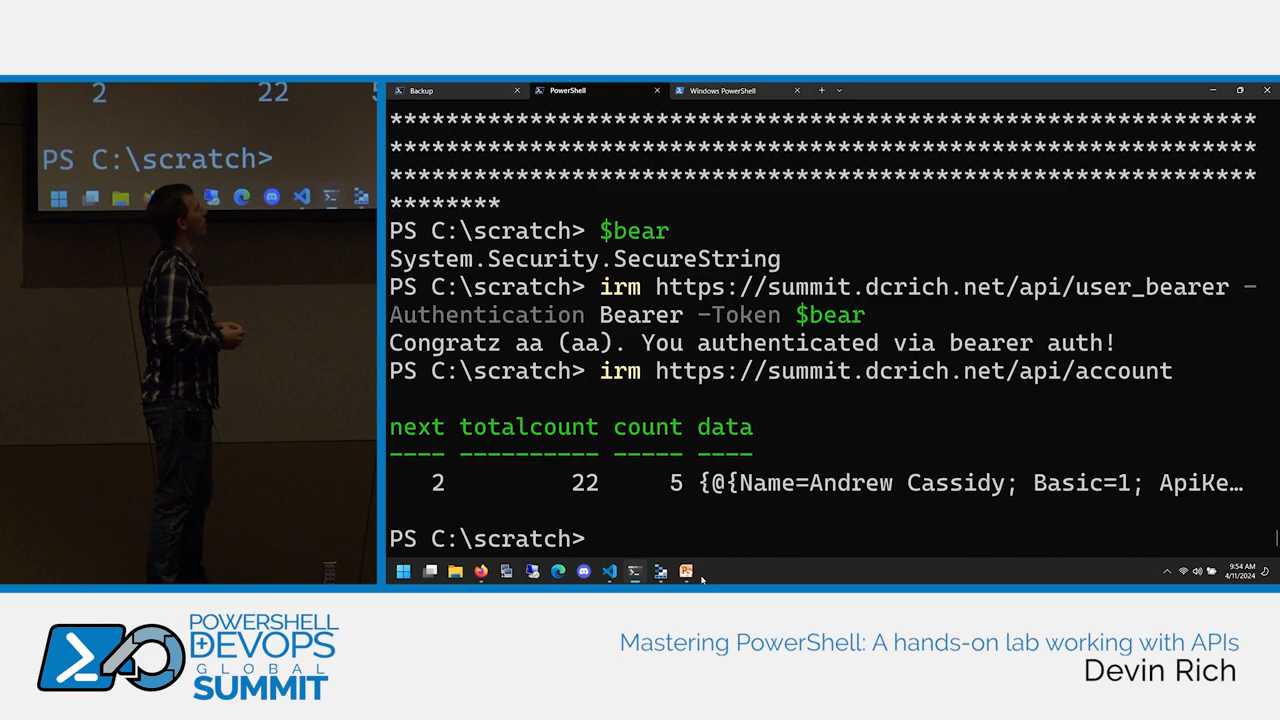 2 22
PS C:\scratch>
Backup
PowerShell
Windows PowerShell
**************************************************************
**************************************************************
**************************************************************
********
PS C:\scratch> $bear
System.Security.SecureString
PS C:\scratch> irm https://summit.dcrich.net/api/user_bearer -
Authentication Bearer -Token $bear
Congratz aa (aa). You authenticated via bearer auth!
PS C:\scratch> irm https://summit.dcrich.net/api/account
next totalcount count data
---- ---------- ----- ----
2 22 5 {@{Name=Andrew Cassidy; Basic=1; ApiKe…
PS C:\scratch>
9:54 AM
4/11/2024
POWERSHELL
DEVOPS
GLOBAL
SUMMIT
Mastering PowerShell: A hands-on lab working with APIs
Devin Rich